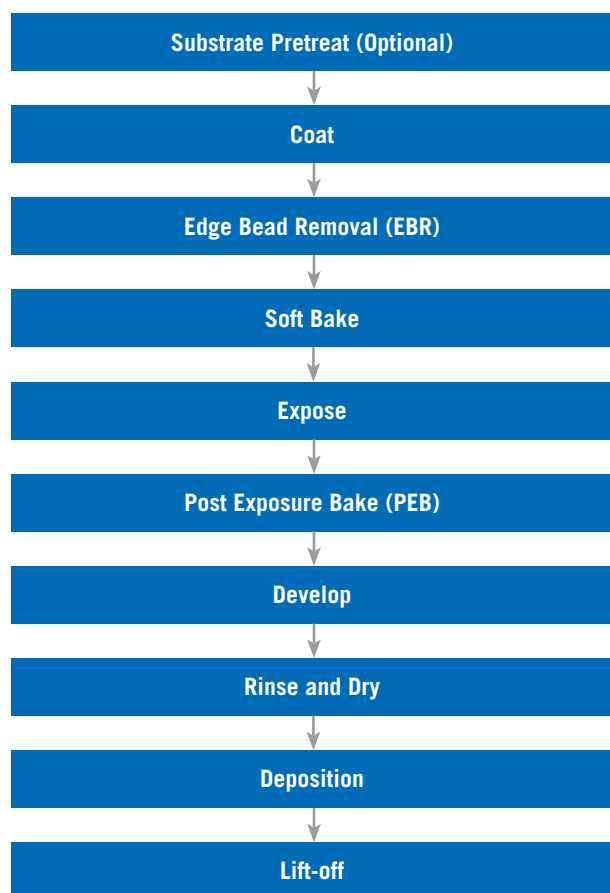 Substrate Pretreat (Optional)
Coat
Edge Bead Removal (EBR)
Soft Bake
Expose
Post Exposure Bake (PEB)
Develop
Rinse and Dry
Deposition
Lift-off